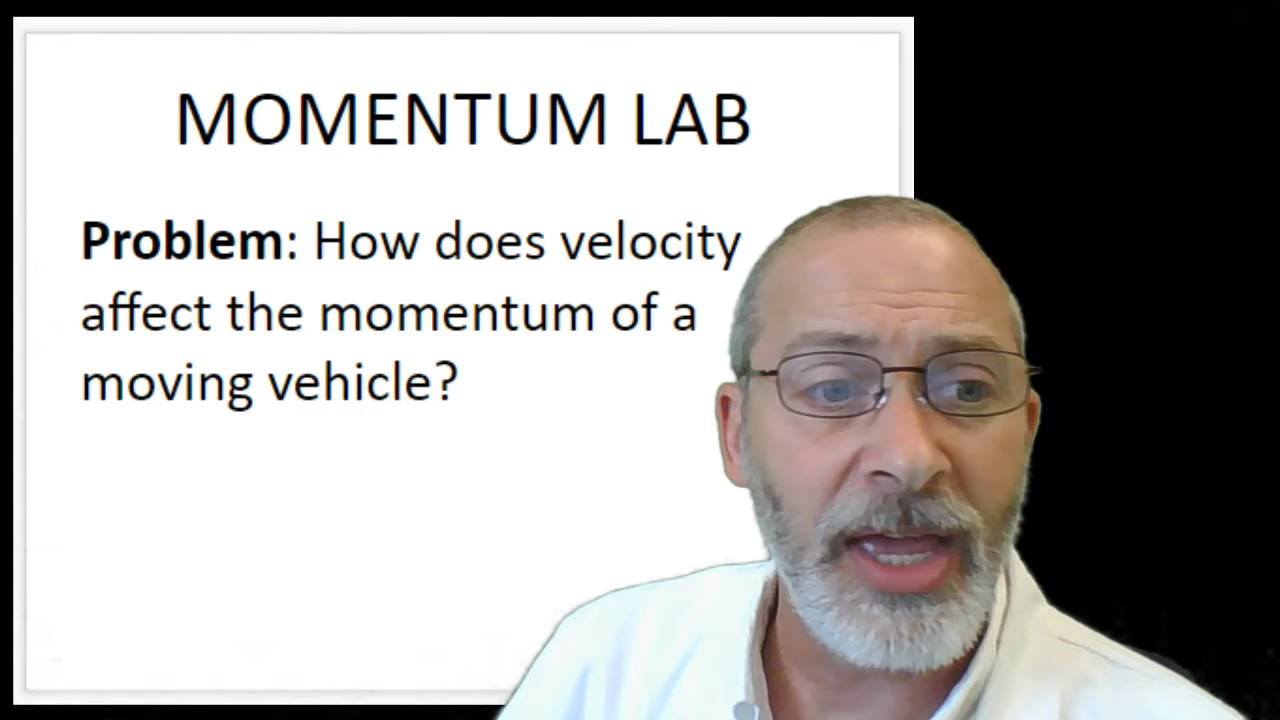 MOMENTUM LAB
Problem: How does velocity
affect the momentum of a
moving vehicle?